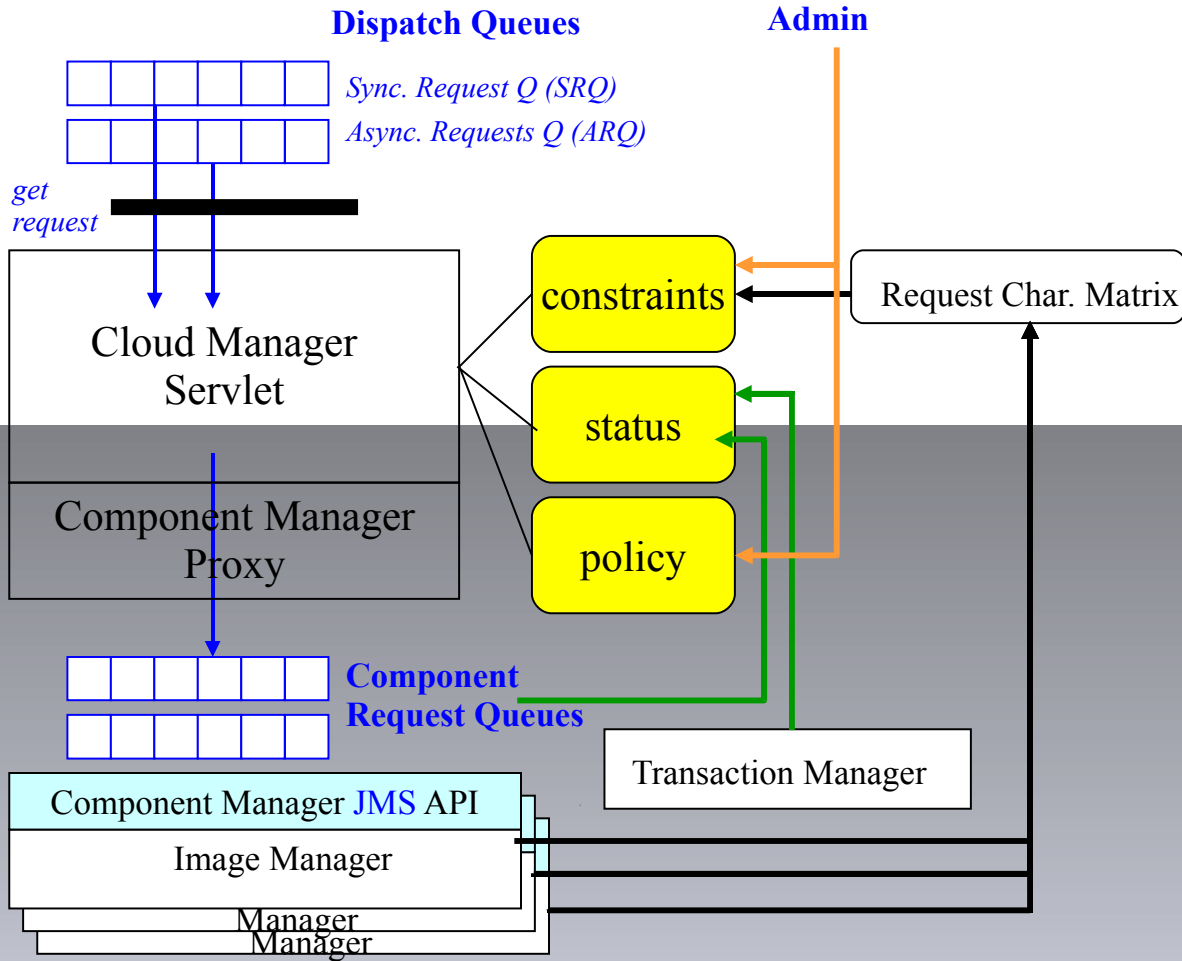 Dispatch Queues
Admin
Sync. Request Q (SRQ)
Async. Requests Q (ARQ)
get
request
constraints
Request Char. Matrix
Cloud Manager
Servlet
status
Component Manager
Proxy
policy
Component
Request Queues
Transaction Manager
Component Manager JMS API
Image Manager
Manager
Manager